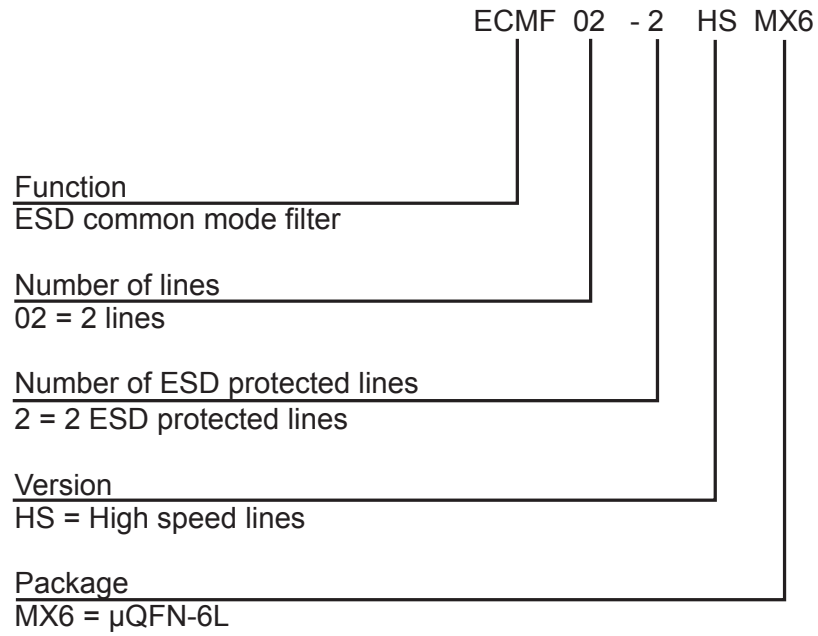 ECMF 02 - 2 HS MX6
Function
ESD common mode filter
Number of lines
02 = 2 lines
Number of ESD protected lines
2 = 2 ESD protected lines
Version
HS = High speed lines
Package
MX6 = µQFN-6L